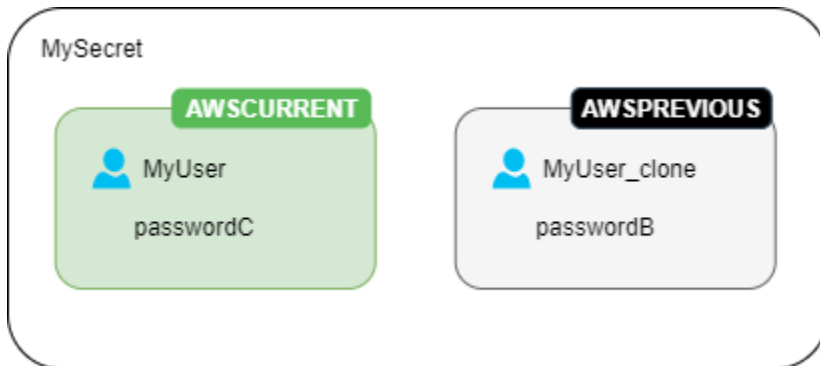 MySecret
AWSCURRENT
MyUser
passwordC
AWSPREVIOUS
MyUser_clone
passwordB